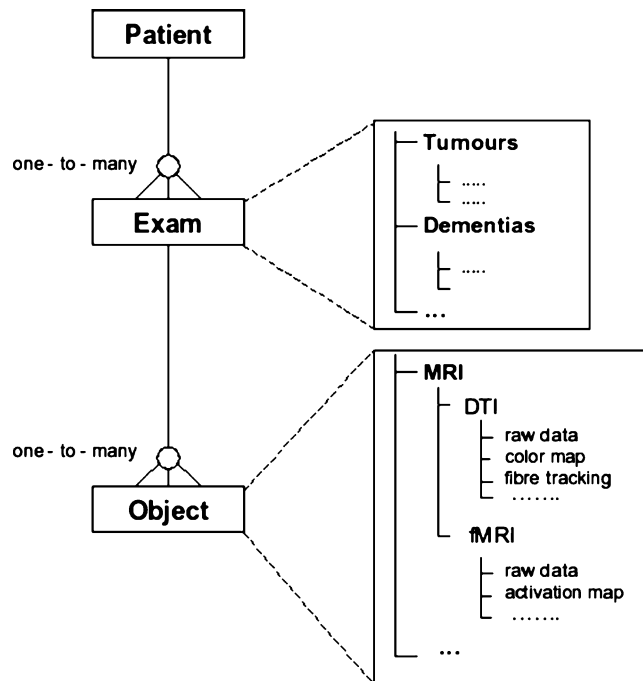 Patient
one - to - many
Exam
Tumours
.....
.....
Dementias
.....
...
one - to - many
Object
MRI
DTI
raw data
color map
fibre tracking
.......
fMRI
raw data
activation map
.......
...